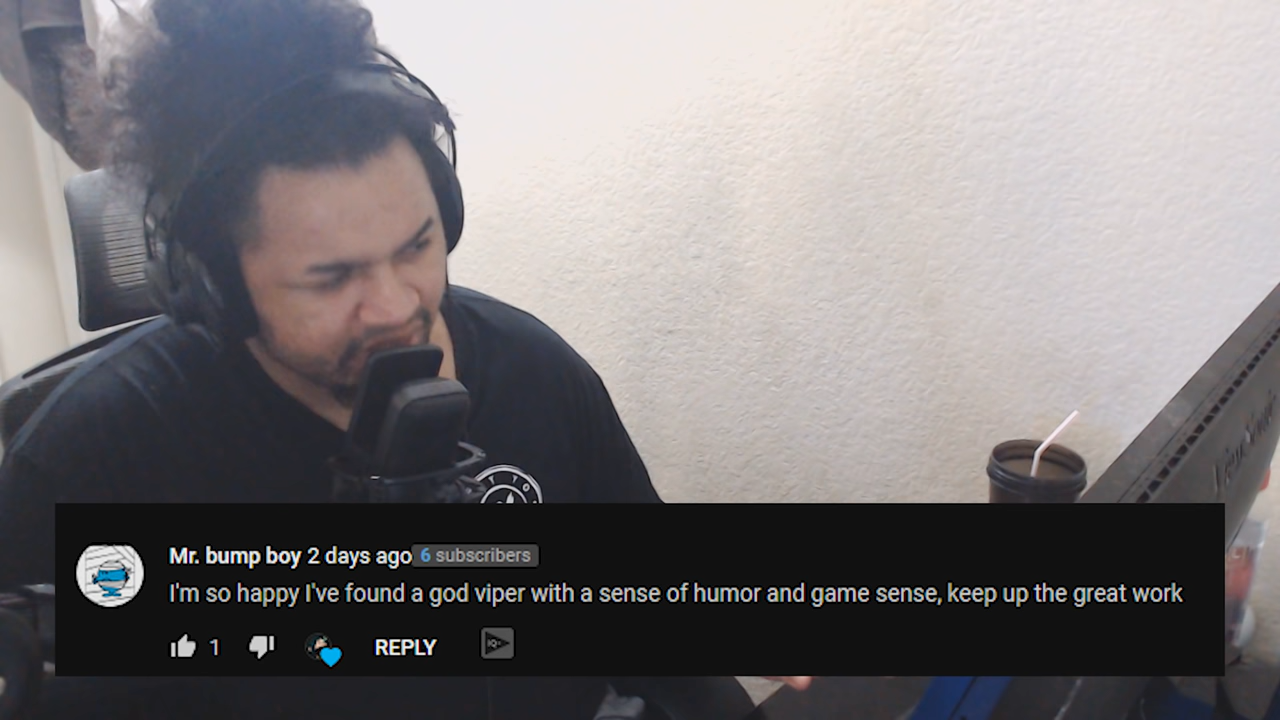 Mr. bump boy 2 days ago 6 subscribers
I'm so happy I've found a god viper with a sense of humor and game sense, keep up the great work
1 REPLY